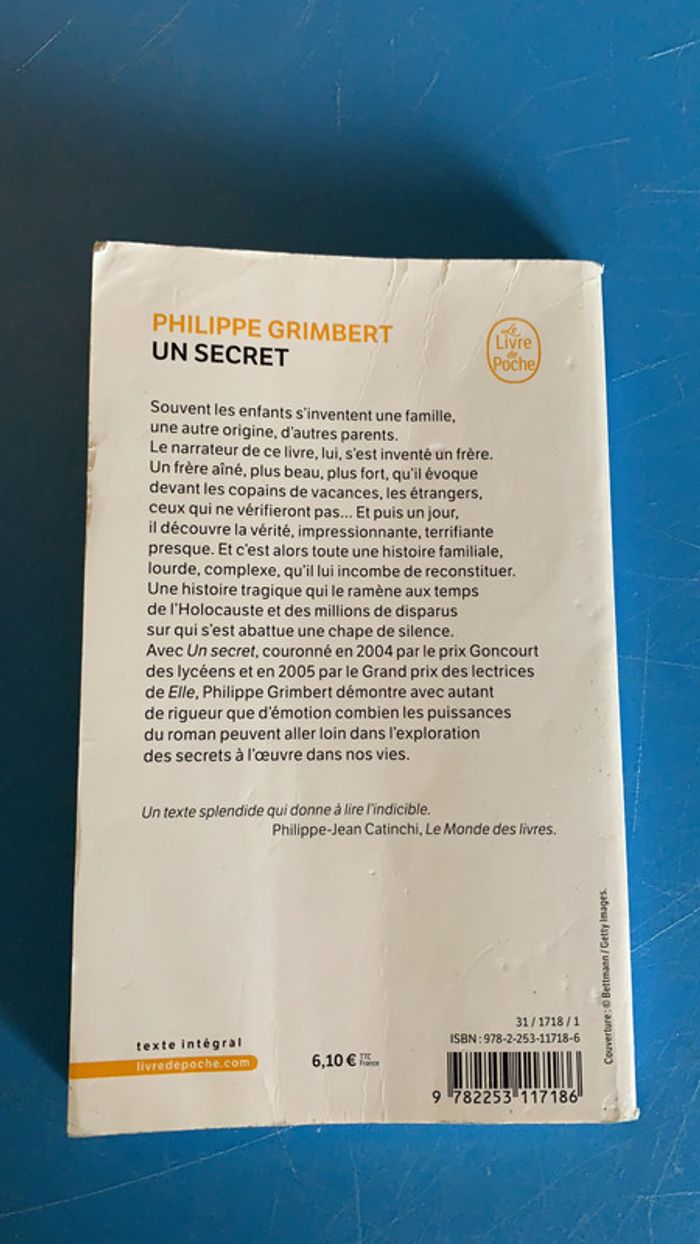 PHILIPPE GRIMBERT
UN SECRET
Le
Livre
de
Poche
Souvent les enfants s'inventent une famille,
une autre origine, d'autres parents.
Le narrateur de ce livre, lui, s'est inventé un frère.
Un frère aîné, plus beau, plus fort, qu'il évoque
devant les copains de vacances, les étrangers,
ceux qui ne vérifieront pas... Et puis un jour,
il découvre la vérité, impressionnante, terrifiante
presque. Et c'est alors toute une histoire familiale,
lourde, complexe, qu'il lui incombe de reconstituer.
Une histoire tragique qui le ramène aux temps
de l'Holocauste et des millions de disparus
sur qui s'est abattue une chape de silence.
Avec Un secret, couronné en 2004 par le prix Goncourt
des lycéens et en 2005 par le Grand prix des lectrices
de Elle, Philippe Grimbert démontre avec autant
de rigueur que d'émotion combien les puissances
du roman peuvent aller loin dans l'exploration
des secrets à l'œuvre dans nos vies.
Un texte splendide qui donne à lire l'indicible.
Philippe-Jean Catinchi, Le Monde des livres.
Couverture : © Bettmann / Getty Images.
texte intégral
livredepoche.com
6,10 € TTC
France
31 / 1718 / 1
ISBN : 978-2-253-11718-6
9 782253 117186